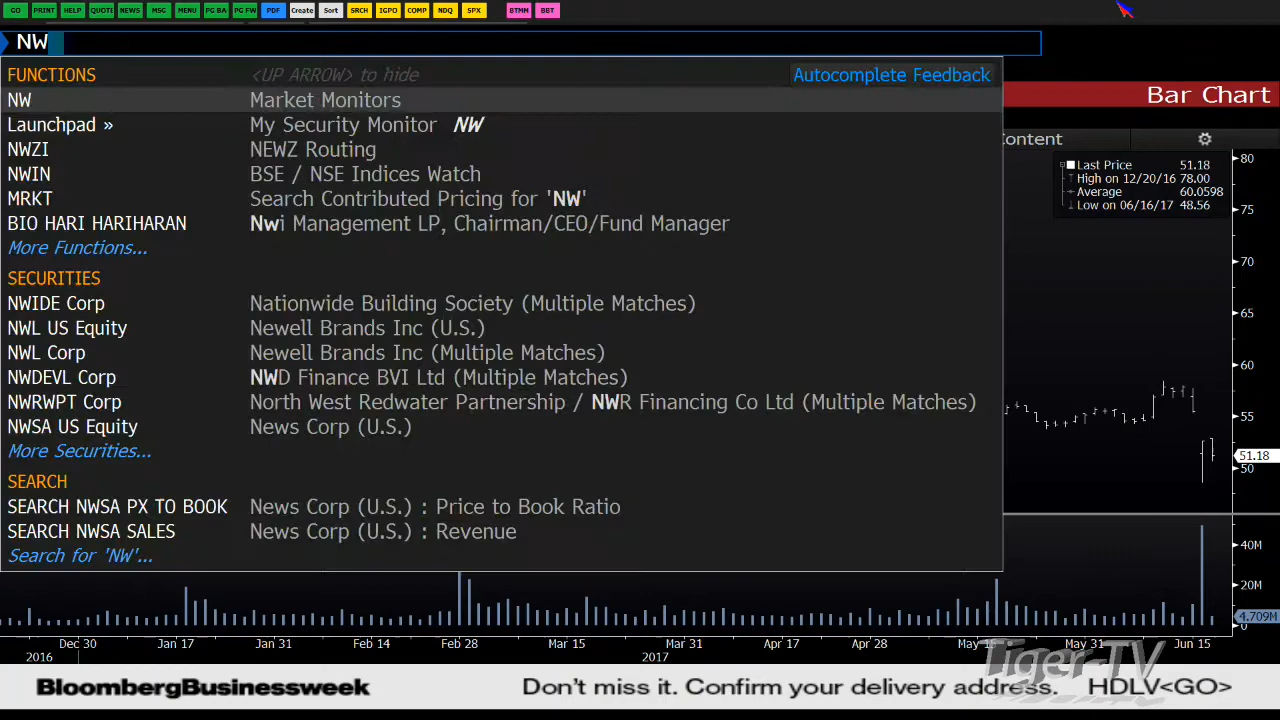 GO PRINT HELP QUOTE NEWS MSG MENU PG BA PG FW PDF Create Sort SRCH IGPO COMP NDQ SPX BTMM BBT
NW
FUNCTIONS <UP ARROW> to hide Autocomplete Feedback
NW Market Monitors
Launchpad » My Security Monitor NW
NWZI NEWZ Routing
NWIN BSE / NSE Indices Watch
MRKT Search Contributed Pricing for 'NW'
BIO HARI HARIHARAN Nwi Management LP, Chairman/CEO/Fund Manager
More Functions...
SECURITIES
NWIDE Corp Nationwide Building Society (Multiple Matches)
NWL US Equity Newell Brands Inc (U.S.)
NWL Corp Newell Brands Inc (Multiple Matches)
NWDEVL Corp NWD Finance BVI Ltd (Multiple Matches)
NWRWPT Corp North West Redwater Partnership / NWR Financing Co Ltd (Multiple Matches)
NWSA US Equity News Corp (U.S.)
More Securities...
SEARCH
SEARCH NWSA PX TO BOOK News Corp (U.S.) : Price to Book Ratio
SEARCH NWSA SALES News Corp (U.S.) : Revenue
Search for 'NW'...
Bar Chart
Content
Last Price 51.18
High on 12/20/16 78.00
Average 60.0598
Low on 06/16/17 48.56
80
75
70
65
60
55
51.18
50
40M
20M
4.709M
0
Dec 30 Jan 17 Jan 31 Feb 14 Feb 28 Mar 15 Mar 31 Apr 17 Apr 28 May 15 May 31 Jun 15
2016 2017
Tiger-TV
BloombergBusinessweek Don't miss it. Confirm your delivery address. HDLV<GO>